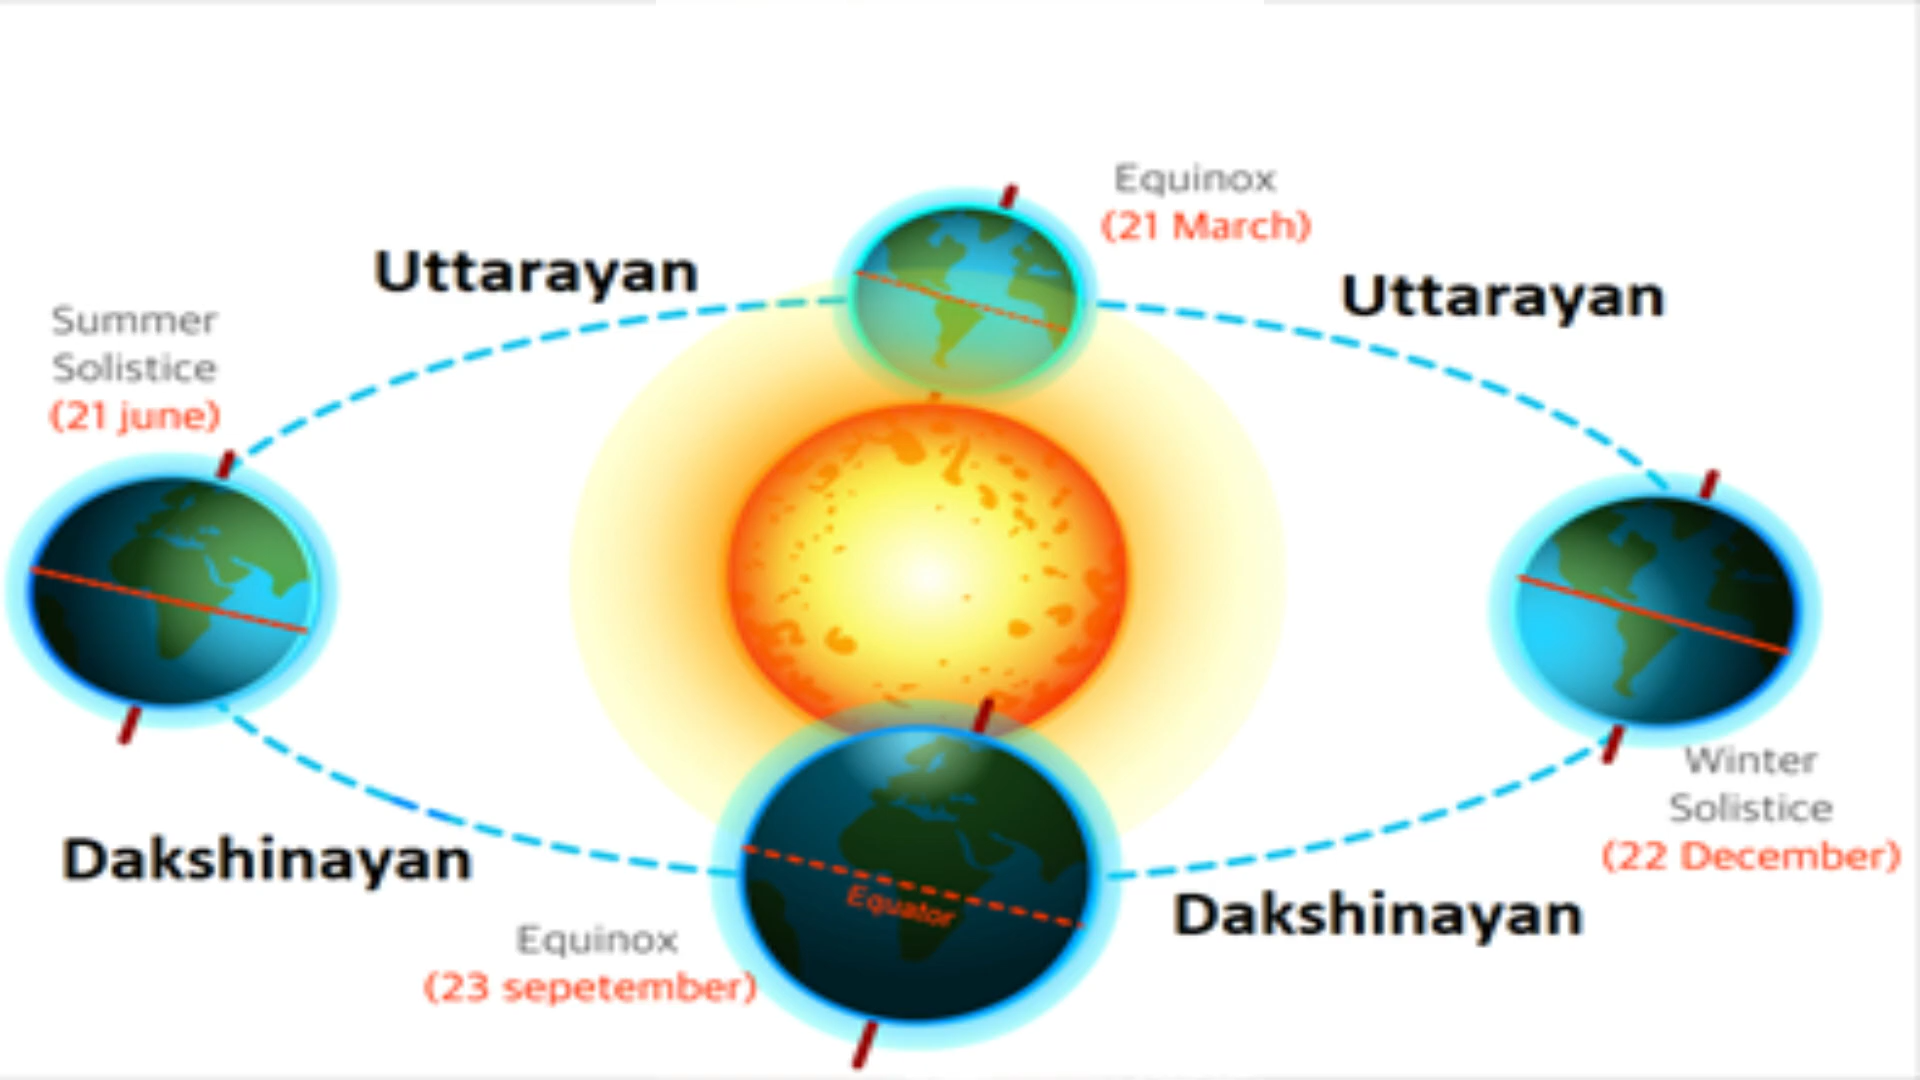 Equinox
(21 March)
Uttarayan
Uttarayan
Summer
Solistice
(21 june)
Winter
Solistice
(22 December)
Dakshinayan
Equator
Dakshinayan
Equinox
(23 sepetember)